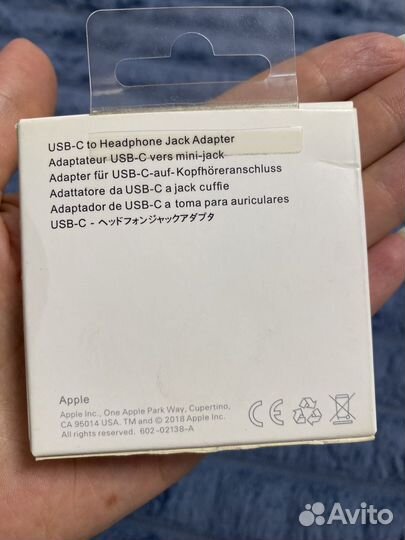 USB-C to Headphone Jack Adapter
Adaptateur USB-C vers mini-jack
Adapter für USB-C-auf-Kopfhöreranschluss
Adattatore da USB-C a jack cuffie
Adaptador de USB-C a toma para auriculares
USB-C - ヘッドフォンジャックアダプタ
Apple
Apple Inc., One Apple Park Way, Cupertino,
CA 95014 USA. TM and © 2018 Apple Inc.
All rights reserved. 602-02138-A
CE
Avito